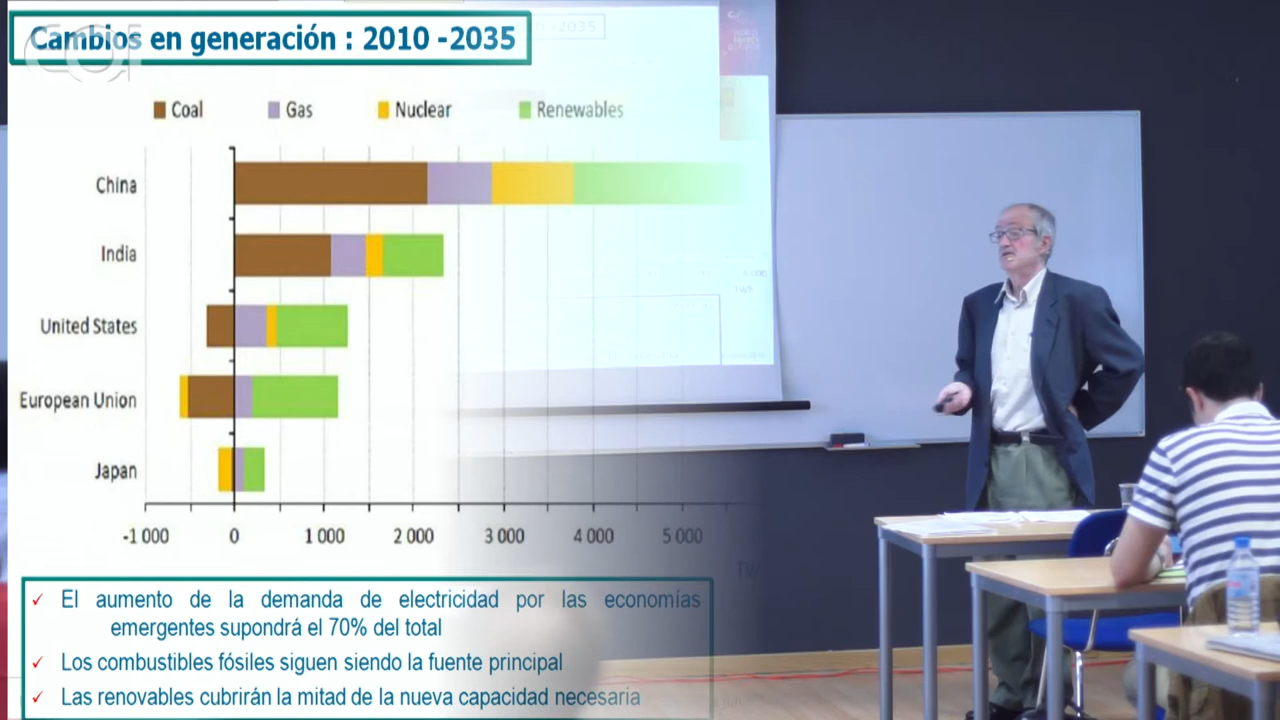 Cambios en generación : 2010 -2035
coi
Coal Gas Nuclear Renewables
China
India
United States
European Union
Japan
-1 000 0 1 000 2 000 3 000 4 000 5 000
TWh
✓ El aumento de la demanda de electricidad por las economías
emergentes supondrá el 70% del total
✓ Los combustibles fósiles siguen siendo la fuente principal
✓ Las renovables cubrirán la mitad de la nueva capacidad necesaria